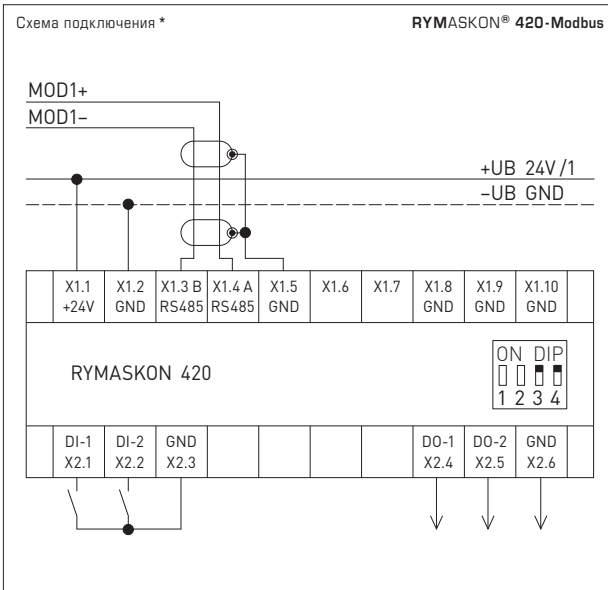 Схема подключения *
RYMASKON® 420-Modbus
MOD1+
MOD1–
+UB 24V/1
–UB GND
X1.1 X1.2 X1.3 B X1.4 A X1.5 X1.6 X1.7 X1.8 X1.9 X1.10
+24V GND RS485 RS485 GND GND GND GND
RYMASKON 420
ON DIP
1 2 3 4
DI-1 DI-2 GND DO-1 DO-2 GND
X2.1 X2.2 X2.3 X2.4 X2.5 X2.6